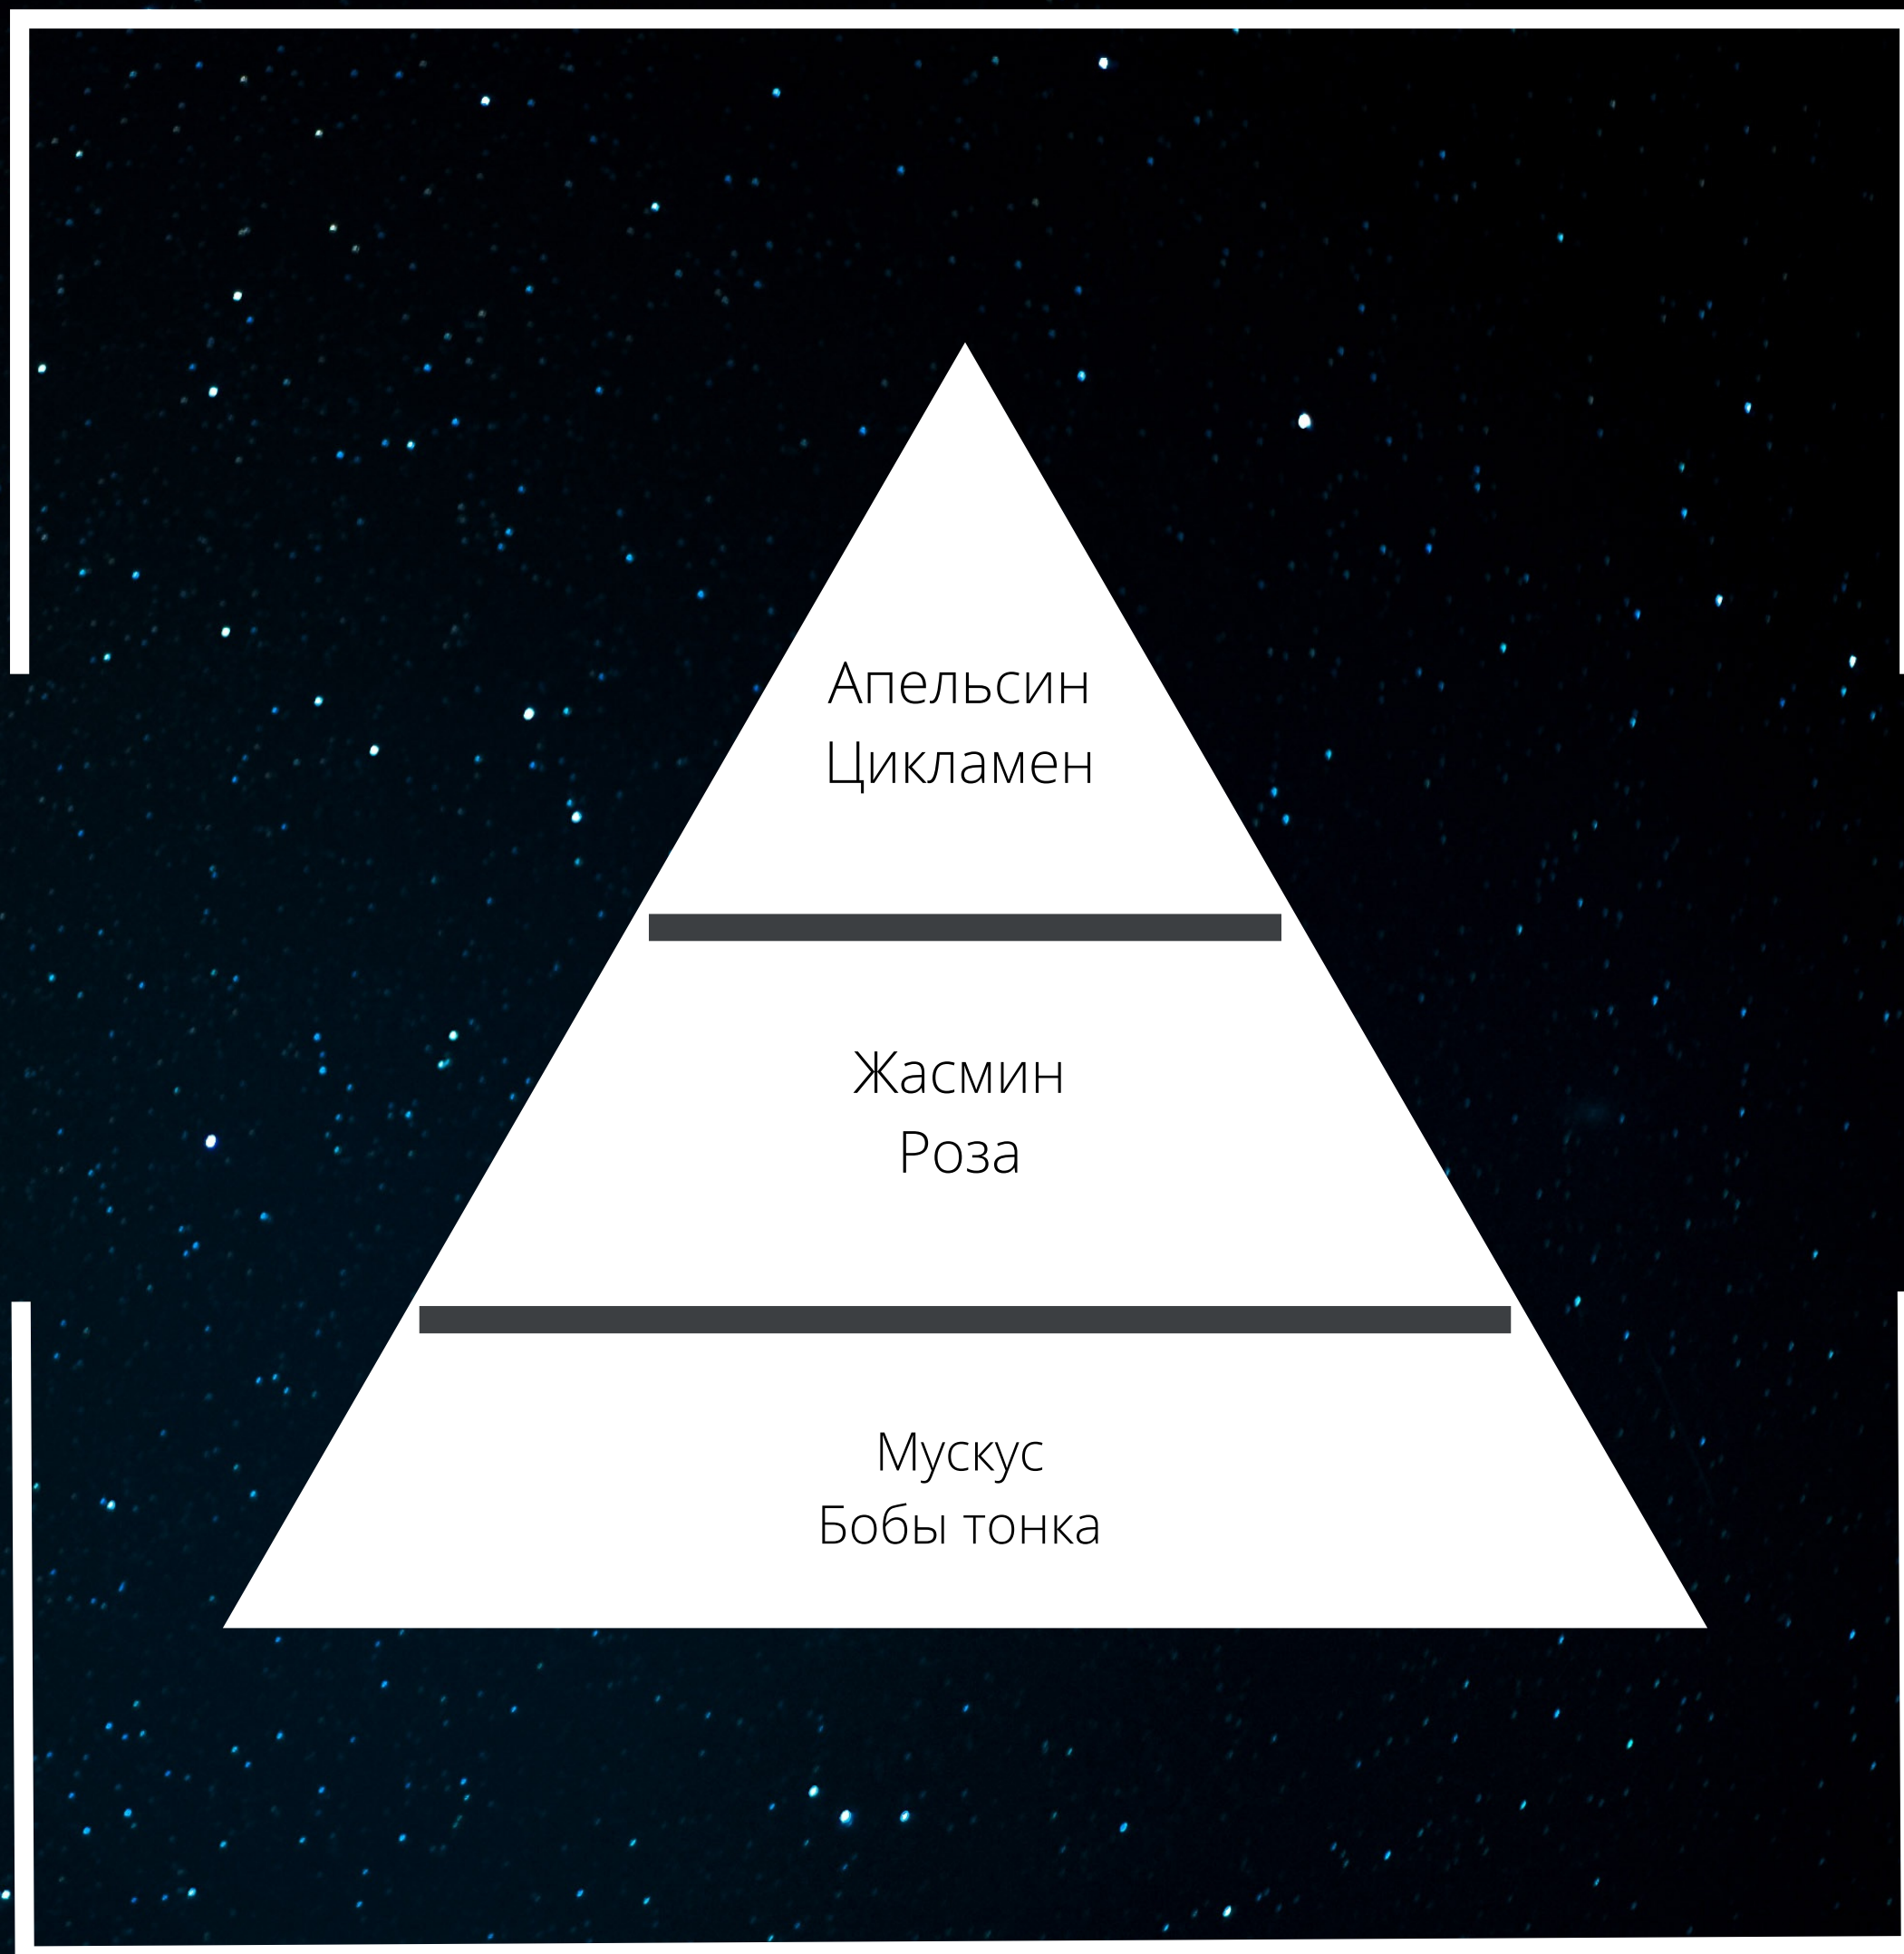 Апельсин
Цикламен
Жасмин
Роза
Мускус
Бобы тонка